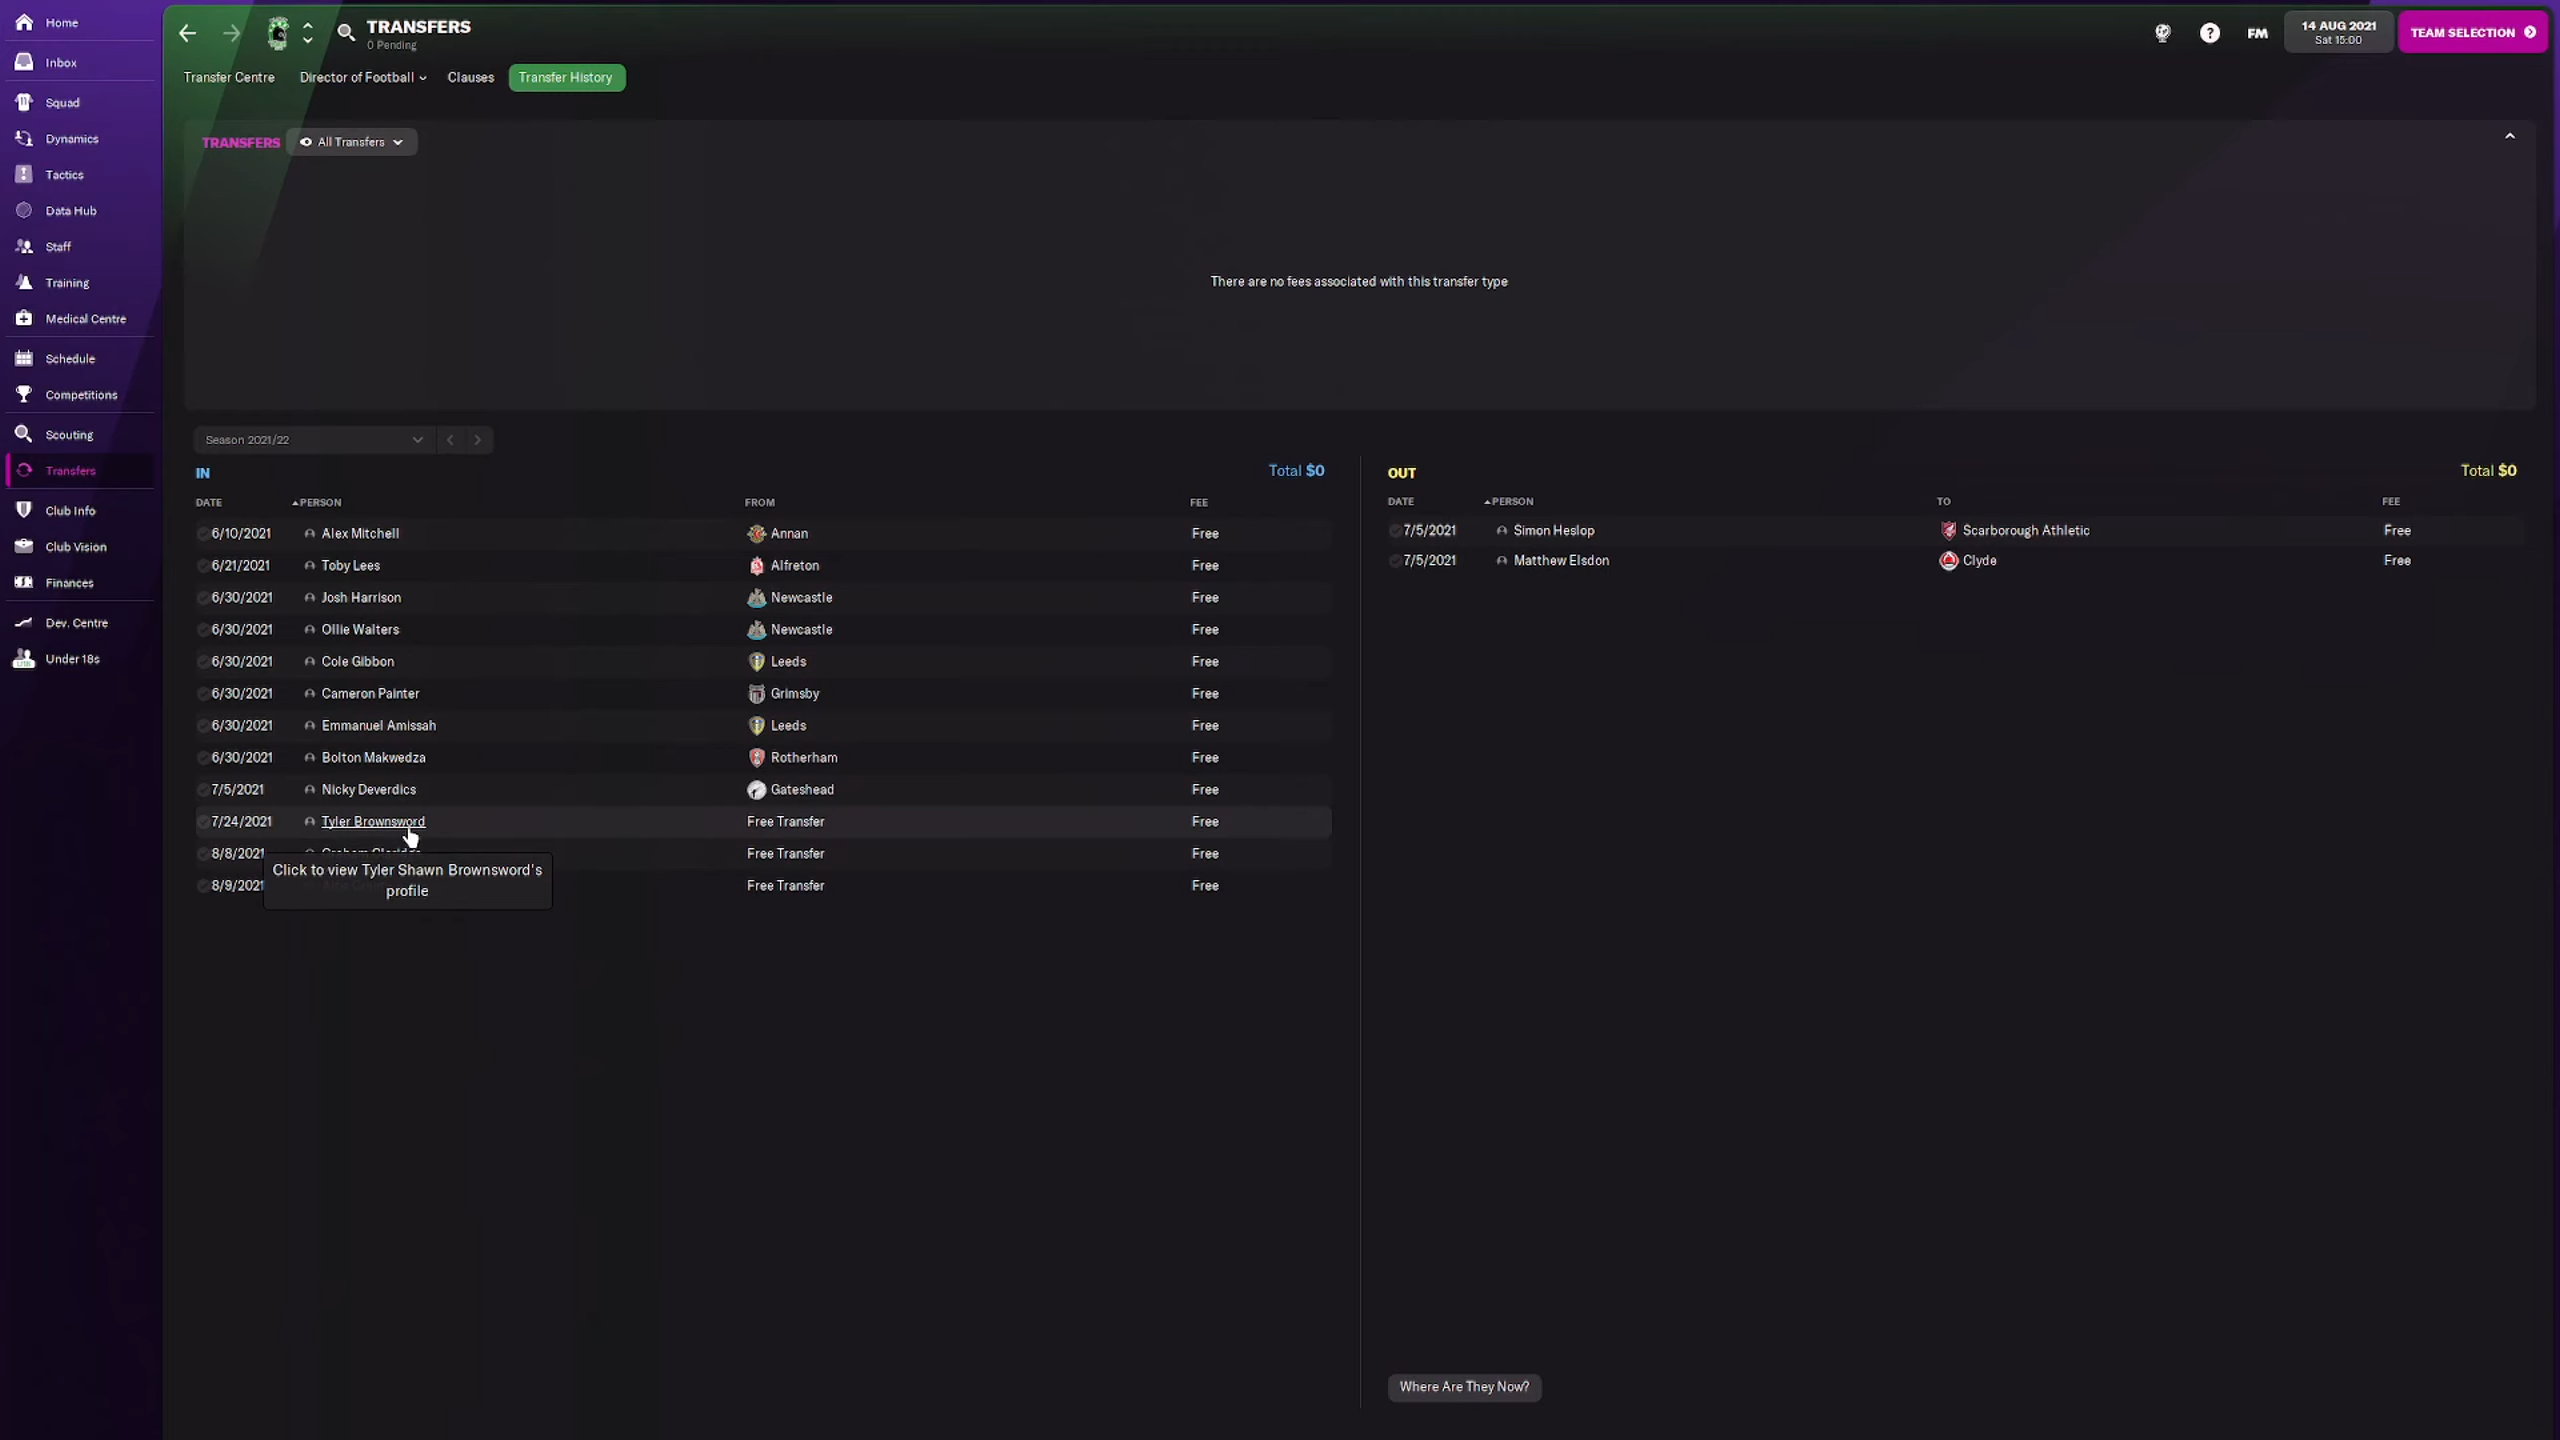 Home
Inbox
Squad
Dynamics
Tactics
Data Hub
Staff
Training
Medical Centre
Schedule
Competitions
Scouting
Transfers
Club Info
Club Vision
Finances
Dev. Centre
Under 18s
TRANSFERS
0 Pending
FM
14 AUG 2021
Sat 15:00
TEAM SELECTION
Transfer Centre Director of Football Clauses Transfer History
TRANSFERS All Transfers
There are no fees associated with this transfer type
Season 2021/22
IN Total $0
DATE PERSON FROM FEE
6/10/2021 Alex Mitchell Annan Free
6/21/2021 Toby Lees Alfreton Free
6/30/2021 Josh Harrison Newcastle Free
6/30/2021 Ollie Walters Newcastle Free
6/30/2021 Cole Gibbon Leeds Free
6/30/2021 Cameron Painter Grimsby Free
6/30/2021 Emmanuel Amissah Leeds Free
6/30/2021 Bolton Makwedza Rotherham Free
7/5/2021 Nicky Deverdics Gateshead Free
7/24/2021 Tyler Brownsword Free Transfer Free
8/8/2021 Free Transfer Free
8/9/2021 Free Transfer Free
Click to view Tyler Shawn Brownsword's
profile
OUT Total $0
DATE PERSON TO FEE
7/5/2021 Simon Heslop Scarborough Athletic Free
7/5/2021 Matthew Elsdon Clyde Free
Where Are They Now?